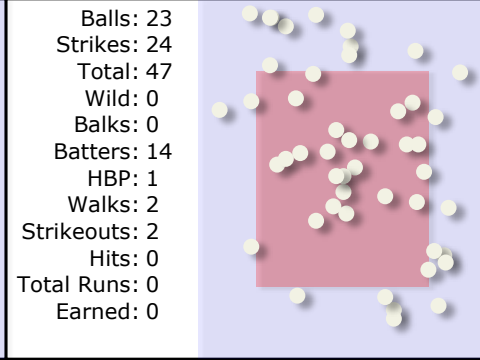 Balls: 23
Strikes: 24
Total: 47
Wild: 0
Balks: 0
Batters: 14
HBP: 1
Walks: 2
Strikeouts: 2
Hits: 0
Total Runs: 0
Earned: 0